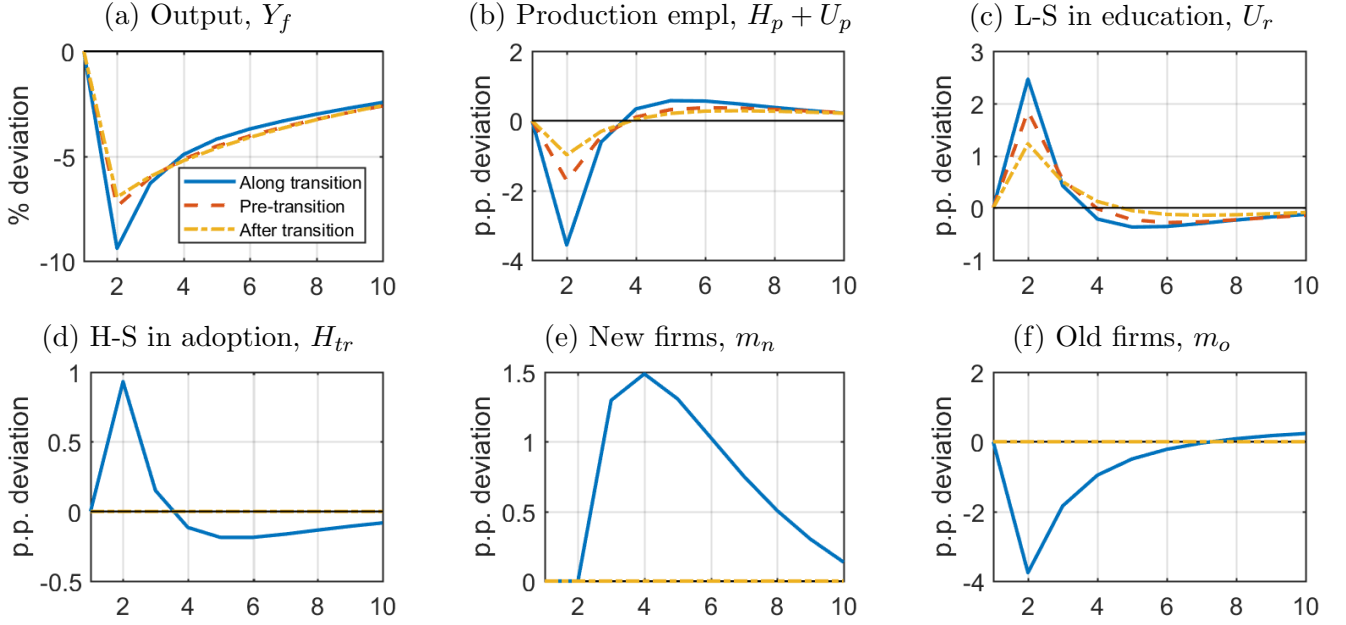 (a) Output, Y_f
% deviation
0
-5
-10
Along transition
Pre-transition
After transition
2 4 6 8 10
(b) Production empl, H_p + U_p
p.p. deviation
2
0
-2
-4
2 4 6 8 10
(c) L-S in education, U_r
p.p. deviation
3
2
1
0
-1
2 4 6 8 10
(d) H-S in adoption, H_{tr}
p.p. deviation
1
0.5
0
-0.5
2 4 6 8 10
(e) New firms, m_n
p.p. deviation
1.5
1
0.5
0
2 4 6 8 10
(f) Old firms, m_o
p.p. deviation
2
0
-2
-4
2 4 6 8 10